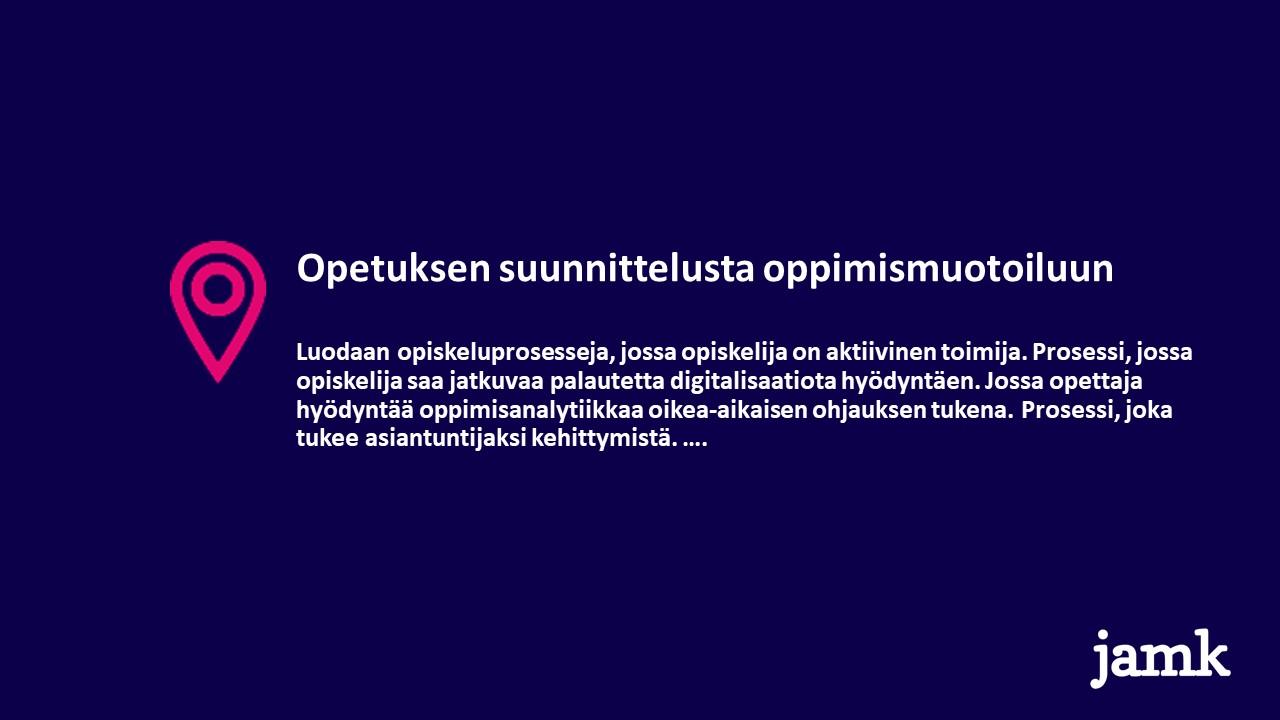 Opetuksen suunnittelusta oppimismuotoiluun
Luodaan opiskeluprosesseja, jossa opiskelija on aktiivinen toimija. Prosessi, jossa
opiskelija saa jatkuvaa palautetta digitalisaatiota hyödyntäen. Jossa opettaja
hyödyntää oppimisanalytiikkaa oikea-aikaisen ohjauksen tukena. Prosessi, joka
tukee asiantuntijaksi kehittymistä. ....
jamk